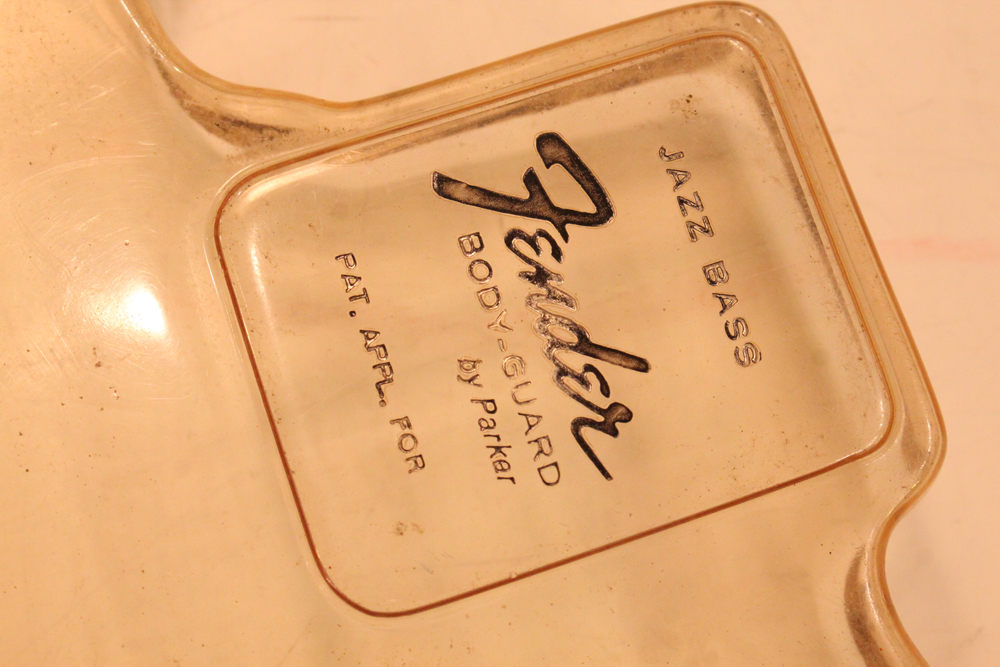 JAZZ BASS
Fender
BODY-GUARD
by Parker
PAT. APPL. FOR